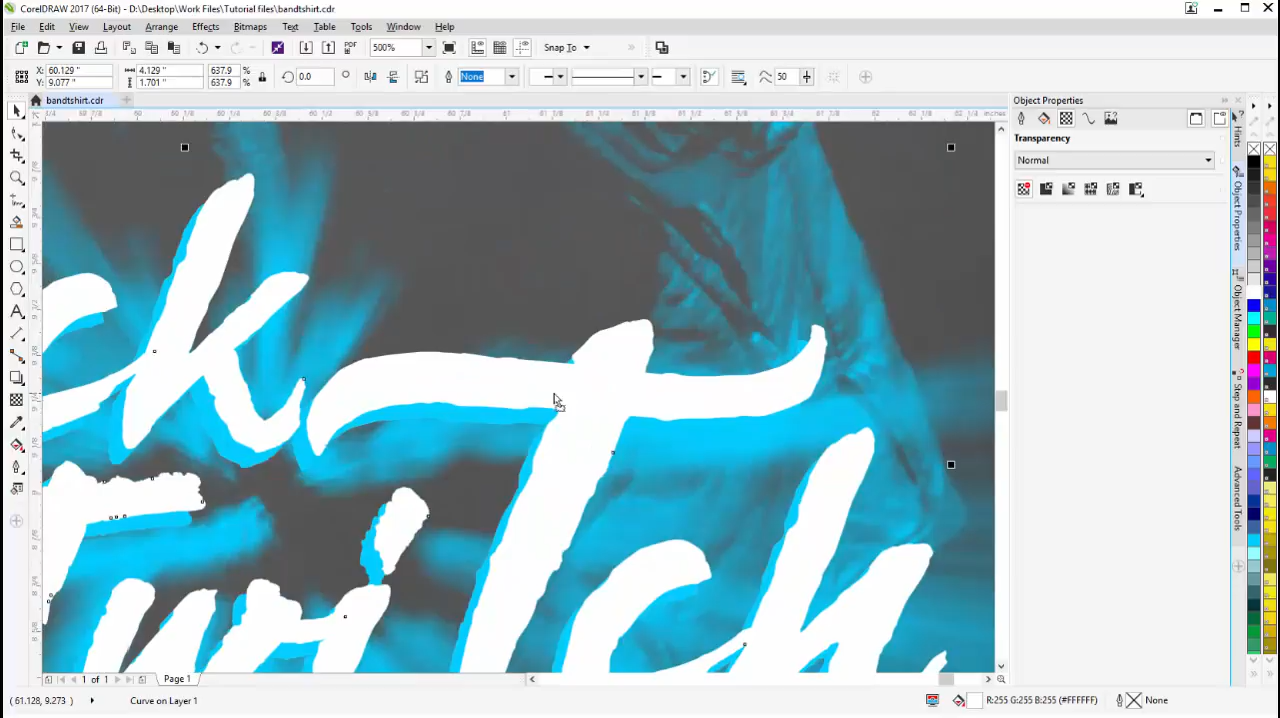 CorelDRAW 2017 (64-Bit) - D:\Desktop\Work Files\Tutorial files\bandtshirt.cdr
File Edit View Layout Arrange Effects Bitmaps Text Table Tools Window Help
PDF 500% Snap To
X: 60.129 " 4.129 " 637.9 % 0.0 None 50
Y: 9.077 " 1.701 " 637.9 %
bandtshirt.cdr
Object Properties
inches
Transparency
Normal
Hints
Object Properties
Object Manager
Step and Repeat
Advanced Tools
1 of 1 Page 1
( 61.128, 9.273 ) Curve on Layer 1 R:255 G:255 B:255 (#FFFFFF) None